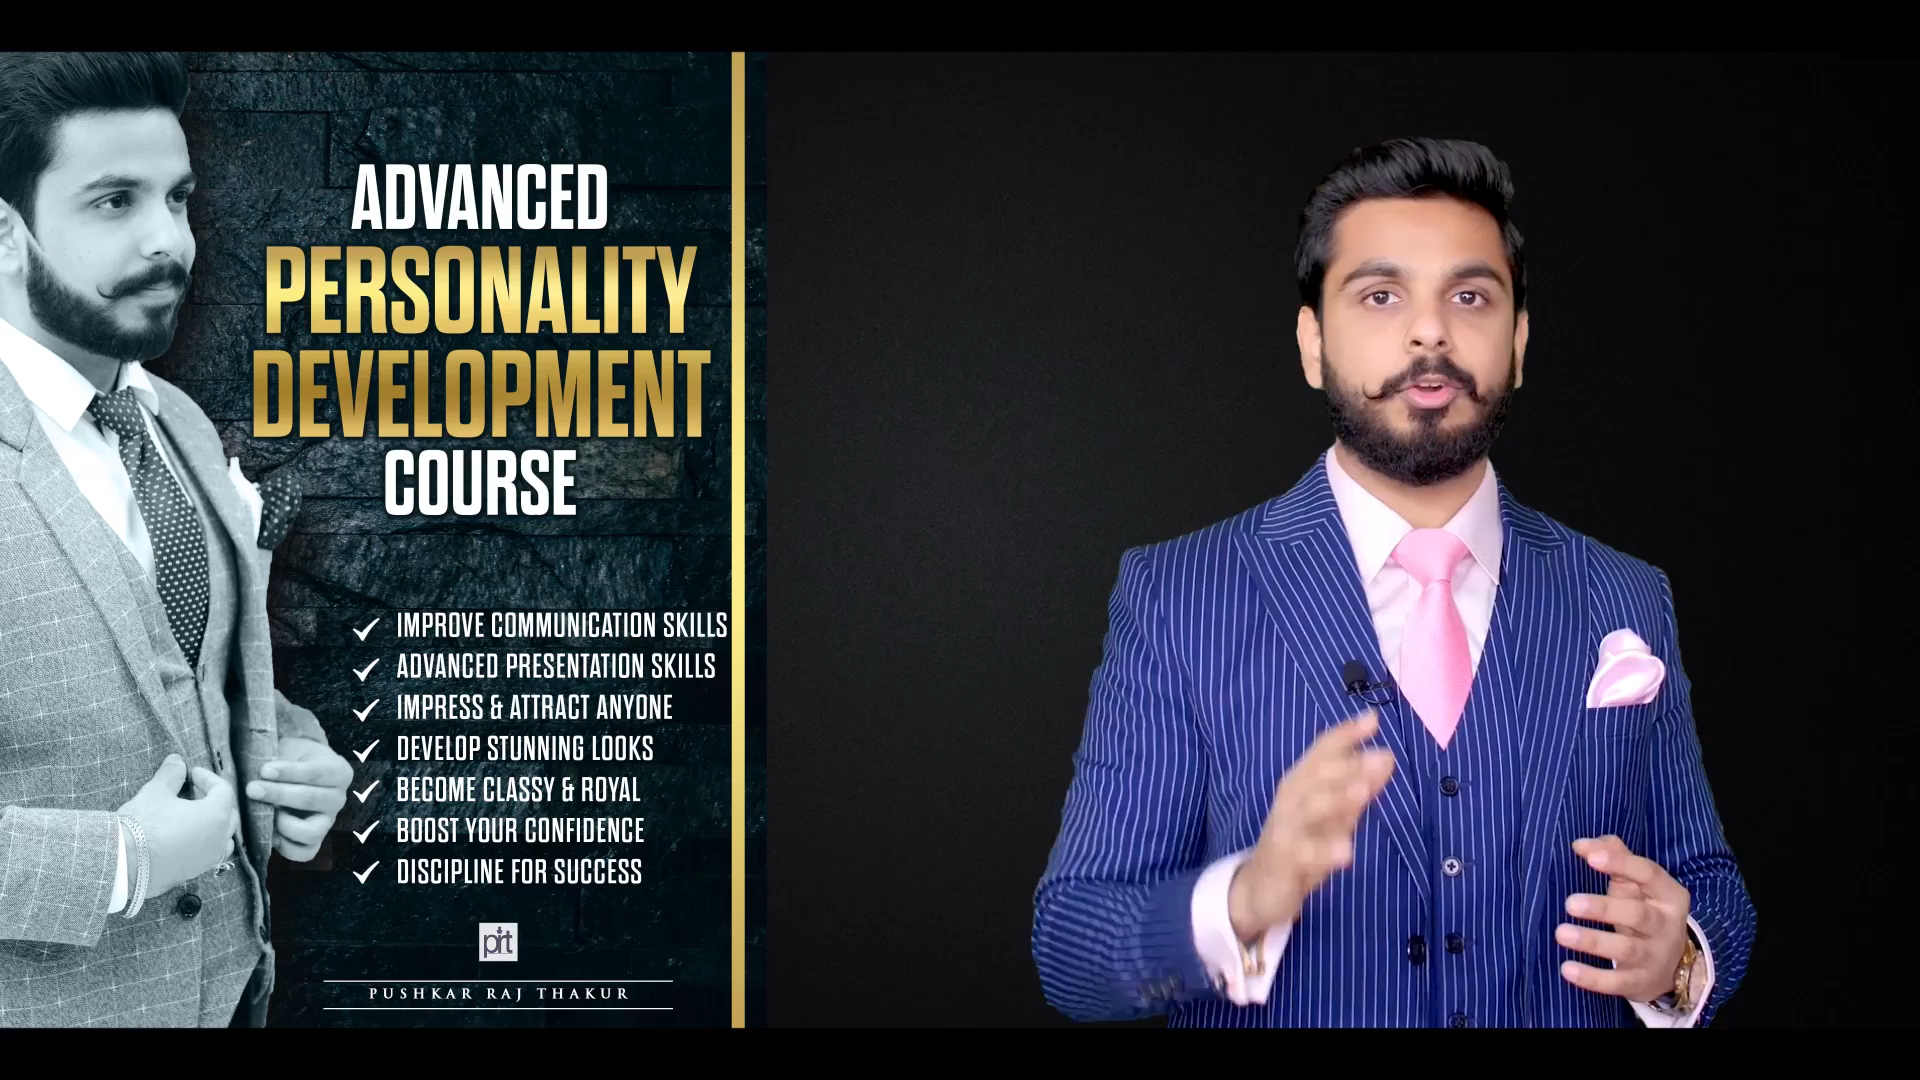 ADVANCED
PERSONALITY
DEVELOPMENT
COURSE
IMPROVE COMMUNICATION SKILLS
ADVANCED PRESENTATION SKILLS
IMPRESS & ATTRACT ANYONE
DEVELOP STUNNING LOOKS
BECOME CLASSY & ROYAL
BOOST YOUR CONFIDENCE
DISCIPLINE FOR SUCCESS
prt
PUSHKAR RAJ THAKUR